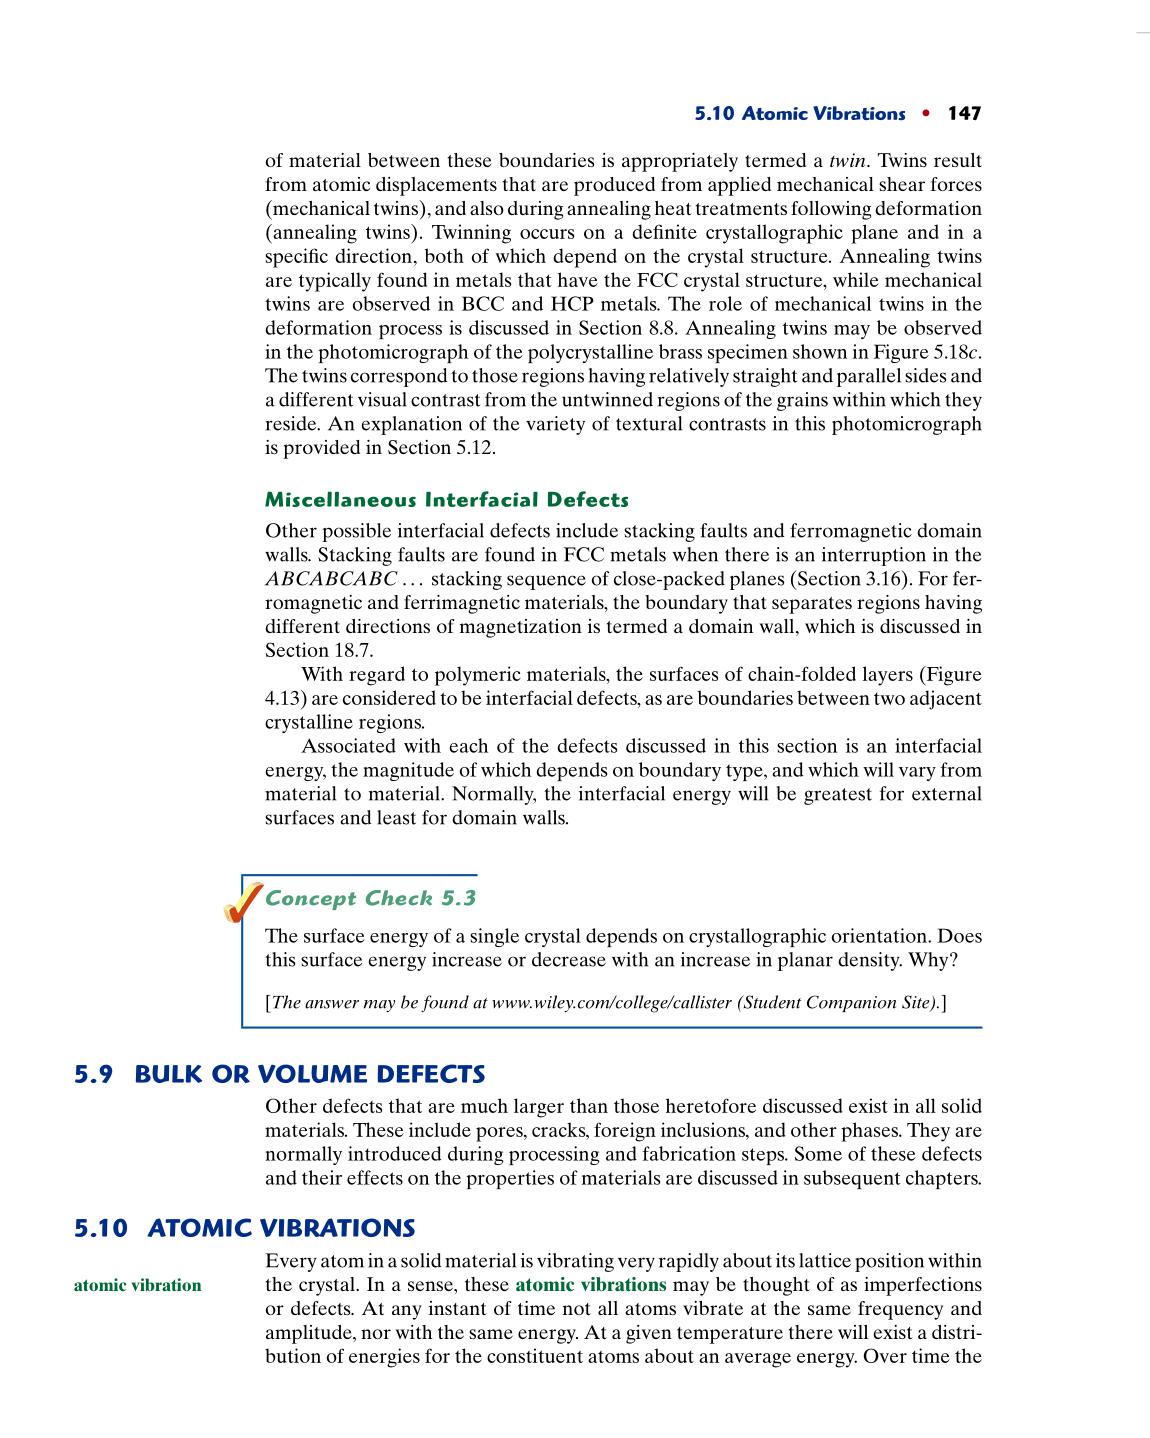 5.10 Atomic Vibrations • 147
of material between these boundaries is appropriately termed a twin. Twins result
from atomic displacements that are produced from applied mechanical shear forces
(mechanical twins), and also during annealing heat treatments following deformation
(annealing twins). Twinning occurs on a definite crystallographic plane and in a
specific direction, both of which depend on the crystal structure. Annealing twins
are typically found in metals that have the FCC crystal structure, while mechanical
twins are observed in BCC and HCP metals. The role of mechanical twins in the
deformation process is discussed in Section 8.8. Annealing twins may be observed
in the photomicrograph of the polycrystalline brass specimen shown in Figure 5.18c.
The twins correspond to those regions having relatively straight and parallel sides and
a different visual contrast from the untwinned regions of the grains within which they
reside. An explanation of the variety of textural contrasts in this photomicrograph
is provided in Section 5.12.
Miscellaneous Interfacial Defects
Other possible interfacial defects include stacking faults and ferromagnetic domain
walls. Stacking faults are found in FCC metals when there is an interruption in the
ABCABCABC ... stacking sequence of close-packed planes (Section 3.16). For fer-
romagnetic and ferrimagnetic materials, the boundary that separates regions having
different directions of magnetization is termed a domain wall, which is discussed in
Section 18.7.
With regard to polymeric materials, the surfaces of chain-folded layers (Figure
4.13) are considered to be interfacial defects, as are boundaries between two adjacent
crystalline regions.
Associated with each of the defects discussed in this section is an interfacial
energy, the magnitude of which depends on boundary type, and which will vary from
material to material. Normally, the interfacial energy will be greatest for external
surfaces and least for domain walls.
Concept Check 5.3
The surface energy of a single crystal depends on crystallographic orientation. Does
this surface energy increase or decrease with an increase in planar density. Why?
[The answer may be found at www.wiley.com/college/callister (Student Companion Site).]
5.9 BULK OR VOLUME DEFECTS
Other defects that are much larger than those heretofore discussed exist in all solid
materials. These include pores, cracks, foreign inclusions, and other phases. They are
normally introduced during processing and fabrication steps. Some of these defects
and their effects on the properties of materials are discussed in subsequent chapters.
5.10 ATOMIC VIBRATIONS
Every atom in a solid material is vibrating very rapidly about its lattice position within
atomic vibration
the crystal. In a sense, these atomic vibrations may be thought of as imperfections
or defects. At any instant of time not all atoms vibrate at the same frequency and
amplitude, nor with the same energy. At a given temperature there will exist a distri-
bution of energies for the constituent atoms about an average energy. Over time the